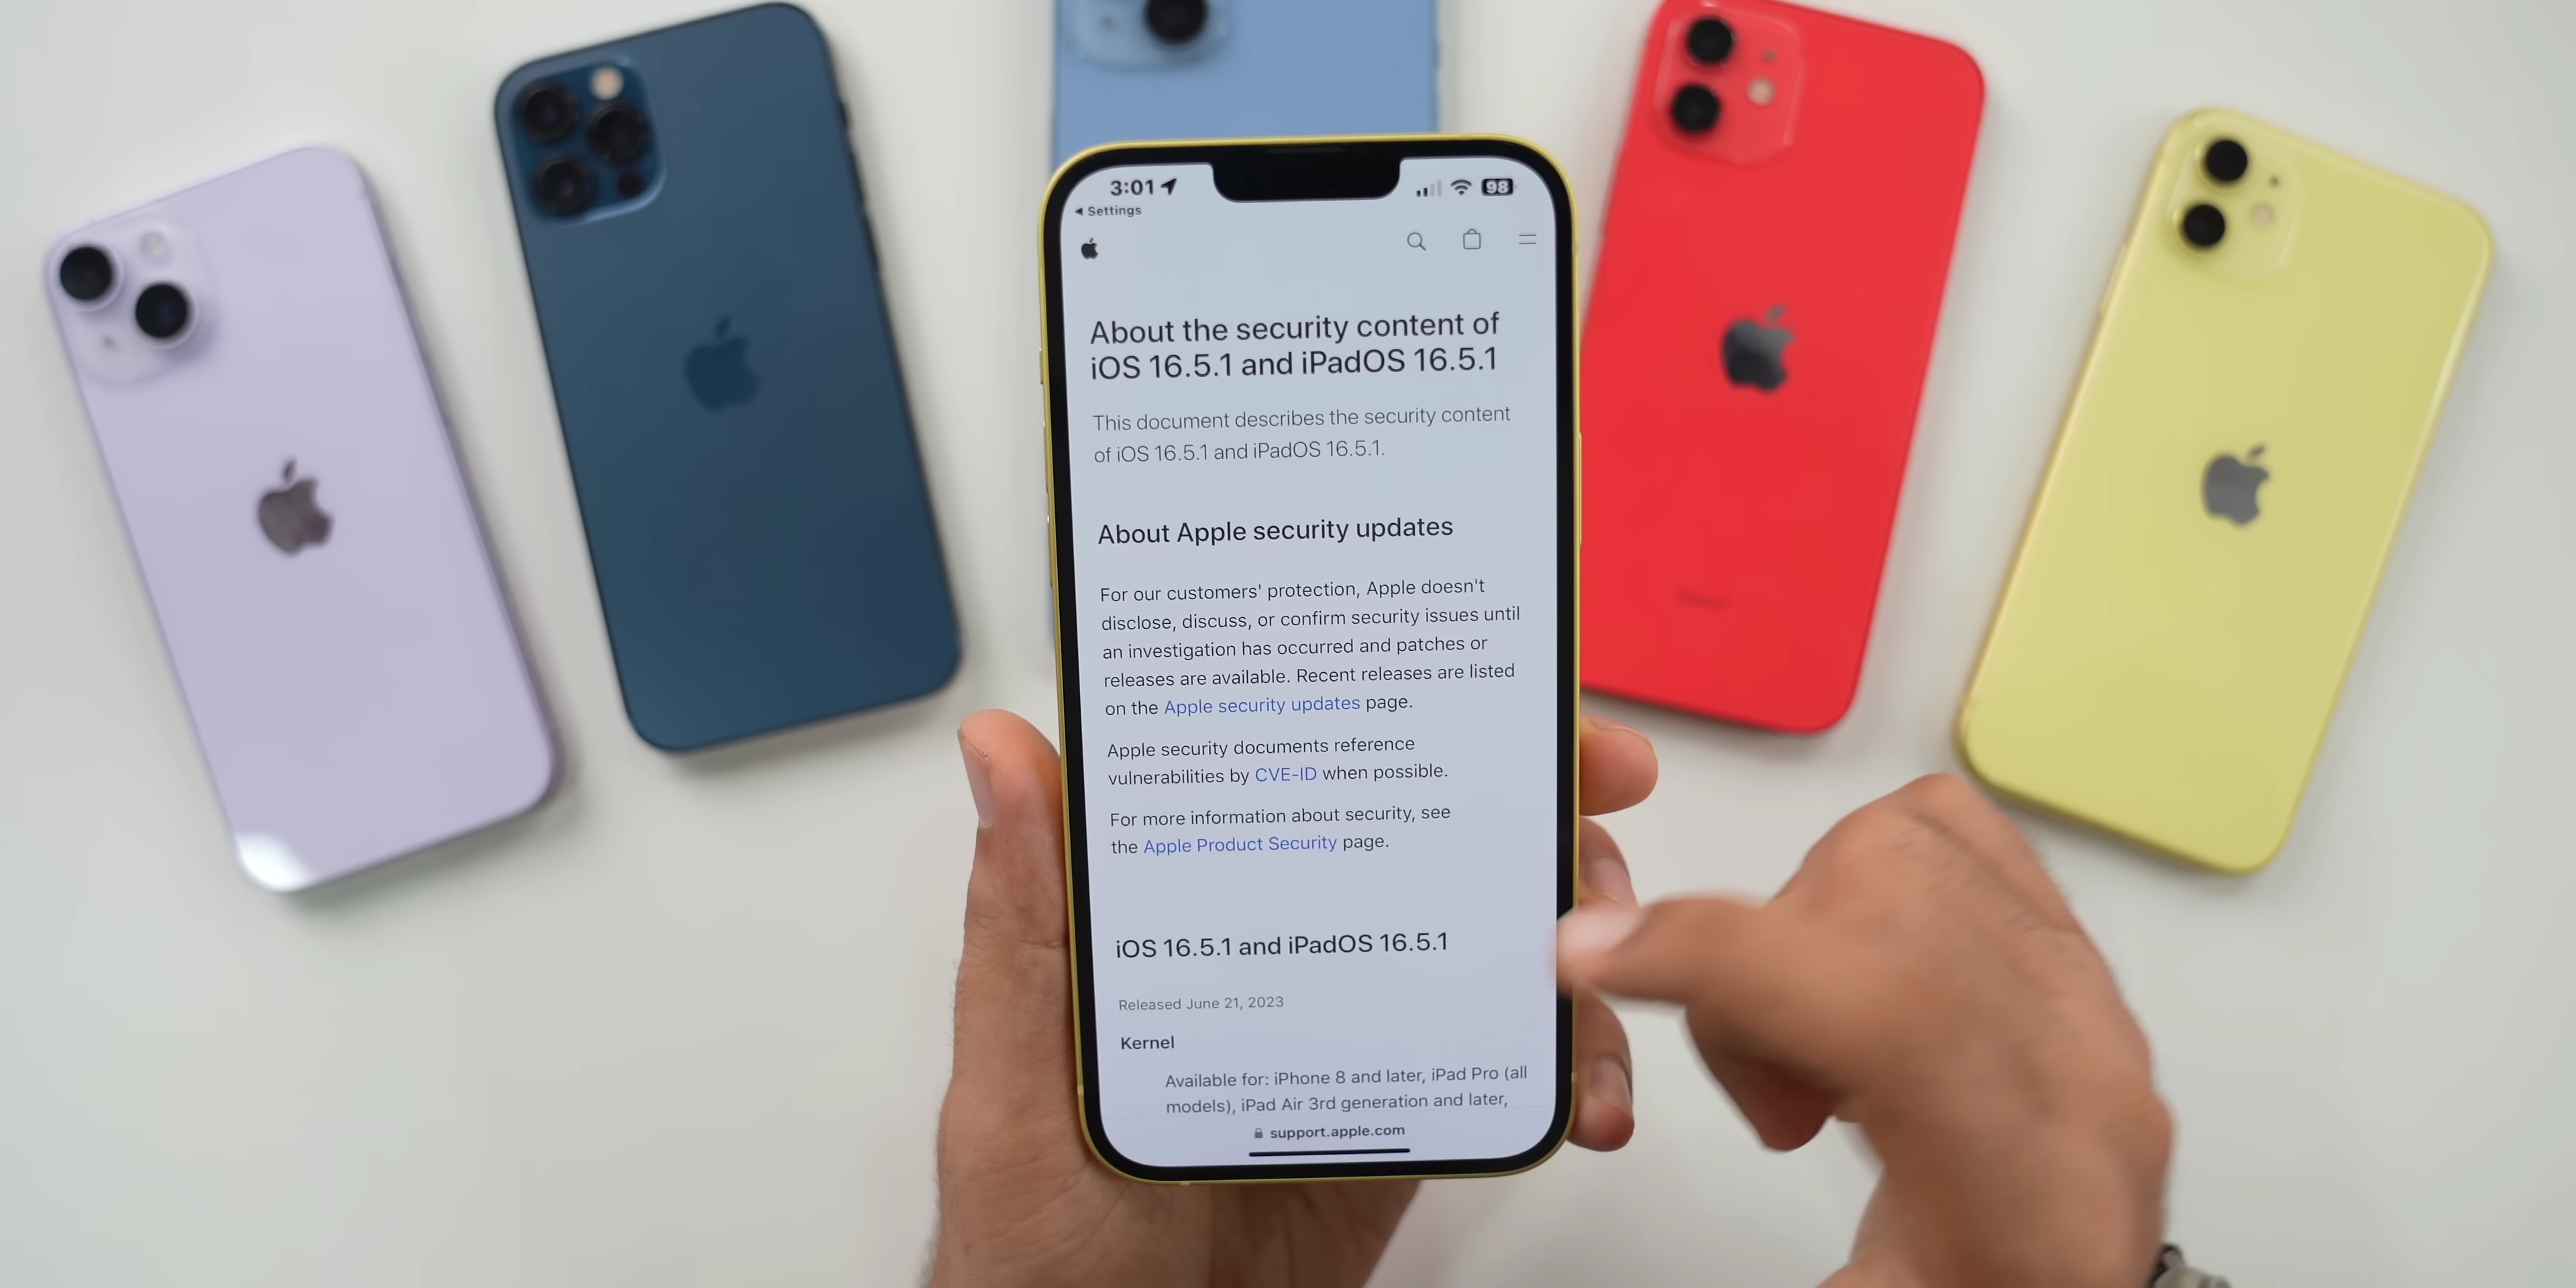 3:01
98
Settings
About the security content of
iOS 16.5.1 and iPadOS 16.5.1
This document describes the security content
of iOS 16.5.1 and iPadOS 16.5.1.
About Apple security updates
For our customers' protection, Apple doesn't
disclose, discuss, or confirm security issues until
an investigation has occurred and patches or
releases are available. Recent releases are listed
on the Apple security updates page.
Apple security documents reference
vulnerabilities by CVE-ID when possible.
For more information about security, see
the Apple Product Security page.
iOS 16.5.1 and iPadOS 16.5.1
Released June 21, 2023
Kernel
Available for: iPhone 8 and later, iPad Pro (all
models), iPad Air 3rd generation and later,
support.apple.com